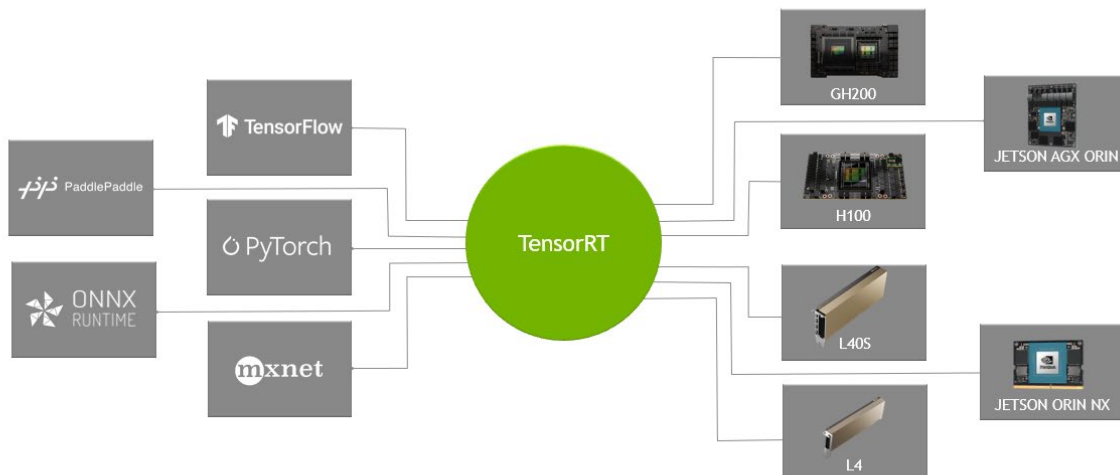 TensorFlow
PaddlePaddle
PyTorch
ONNX
RUNTIME
mxnet
TensorRT
GH200
JETSON AGX ORIN
H100
L40S
JETSON ORIN NX
L4